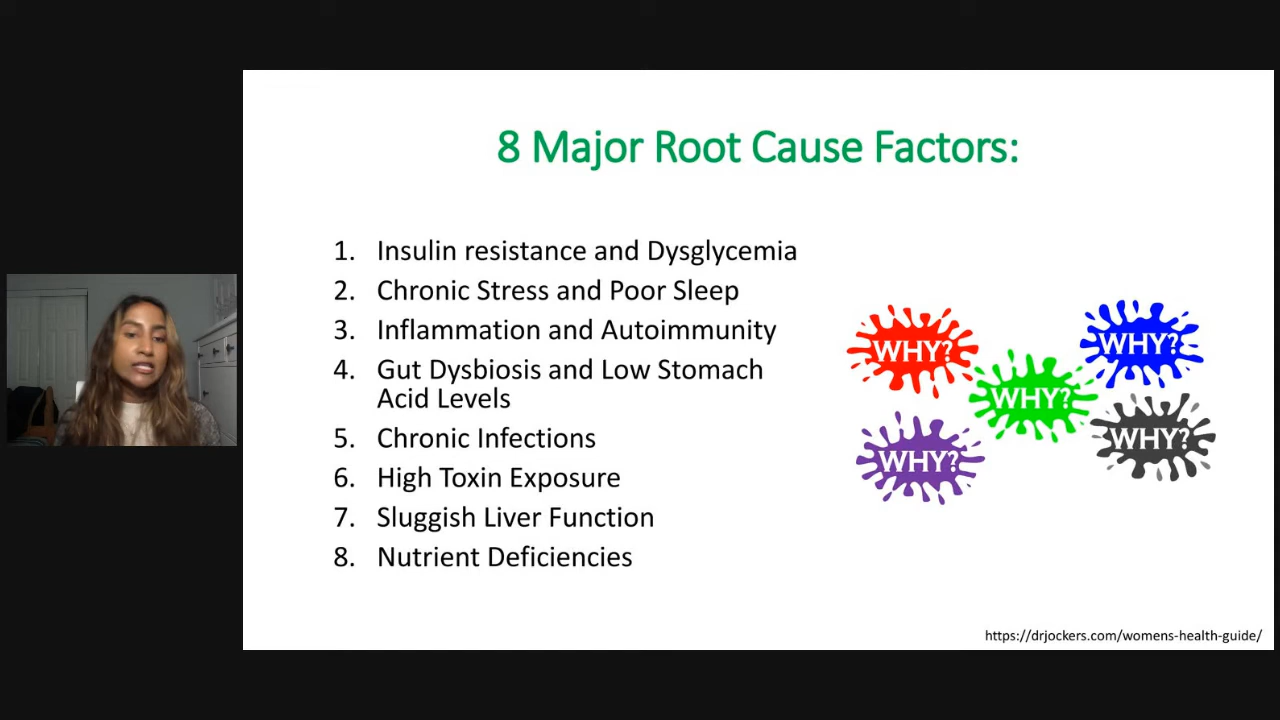 8 Major Root Cause Factors:
1. Insulin resistance and Dysglycemia
2. Chronic Stress and Poor Sleep
3. Inflammation and Autoimmunity
4. Gut Dysbiosis and Low Stomach
Acid Levels
5. Chronic Infections
6. High Toxin Exposure
7. Sluggish Liver Function
8. Nutrient Deficiencies
WHY?
WHY?
WHY?
WHY?
WHY?
https://drjockers.com/womens-health-guide/